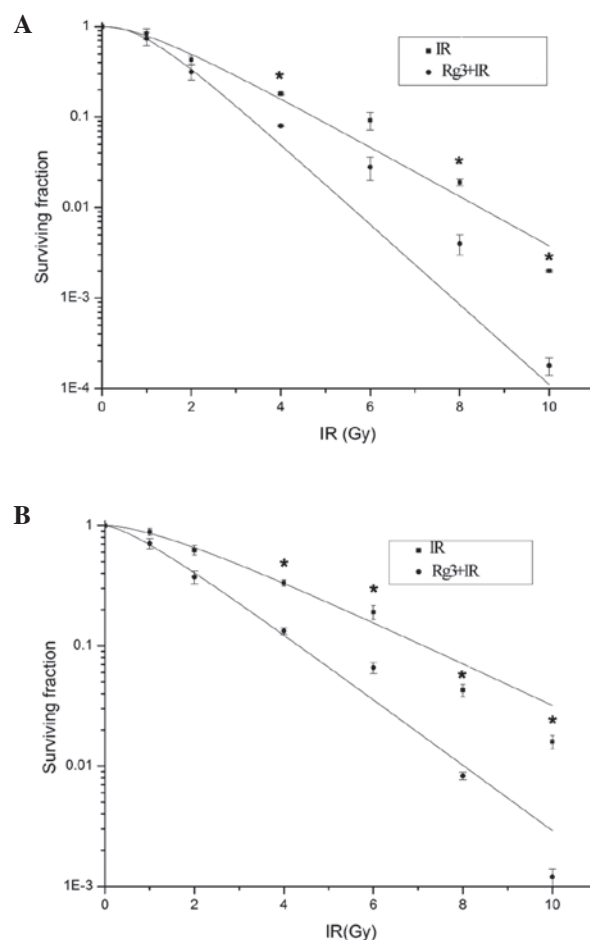 A
IR
Rg3+IR
1
0.1
0.01
1E-3
1E-4
Surviving fraction
*
*
*
0 2 4 6 8 10
IR (Gy)
B
IR
Rg3+IR
1
0.1
0.01
1E-3
Surviving fraction
*
*
*
*
0 2 4 6 8 10
IR(Gy)